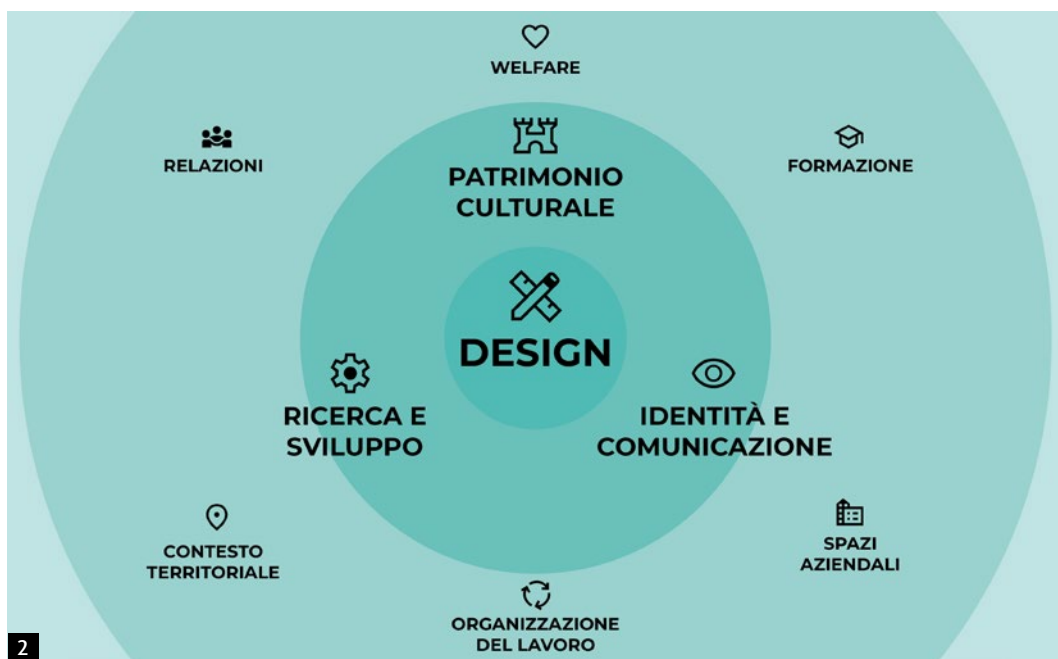 WELFARE
RELAZIONI
FORMAZIONE
PATRIMONIO
CULTURALE
DESIGN
RICERCA E
SVILUPPO
IDENTITÀ E
COMUNICAZIONE
CONTESTO
TERRITORIALE
SPAZI
AZIENDALI
ORGANIZZAZIONE
DEL LAVORO
2